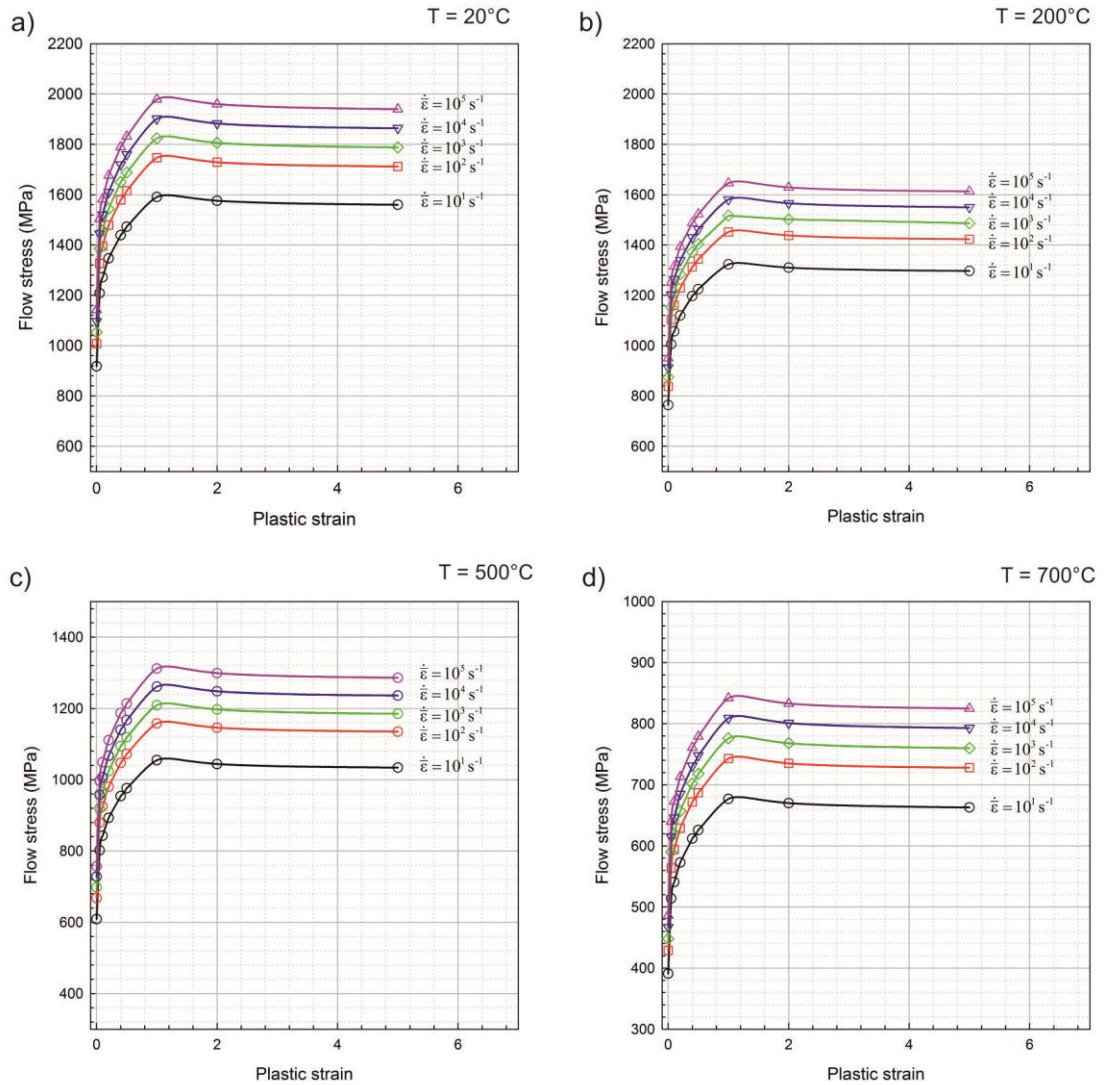 a)
T = 20°C
2200
2000
1800
1600
1400
1200
1000
800
600
0
2
4
6
Flow stress (MPa)
Plastic strain
ε̇ = 10⁵ s⁻¹
ε̇ = 10⁴ s⁻¹
ε̇ = 10³ s⁻¹
ε̇ = 10² s⁻¹
ε̇ = 10¹ s⁻¹
b)
T = 200°C
2200
2000
1800
1600
1400
1200
1000
800
600
0
2
4
6
Flow stress (MPa)
Plastic strain
ε̇ = 10⁵ s⁻¹
ε̇ = 10⁴ s⁻¹
ε̇ = 10³ s⁻¹
ε̇ = 10² s⁻¹
ε̇ = 10¹ s⁻¹
c)
T = 500°C
1400
1200
1000
800
600
400
0
2
4
6
Flow stress (MPa)
Plastic strain
ε̇ = 10⁵ s⁻¹
ε̇ = 10⁴ s⁻¹
ε̇ = 10³ s⁻¹
ε̇ = 10² s⁻¹
ε̇ = 10¹ s⁻¹
d)
T = 700°C
1000
900
800
700
600
500
400
300
0
2
4
6
Flow stress (MPa)
Plastic strain
ε̇ = 10⁵ s⁻¹
ε̇ = 10⁴ s⁻¹
ε̇ = 10³ s⁻¹
ε̇ = 10² s⁻¹
ε̇ = 10¹ s⁻¹